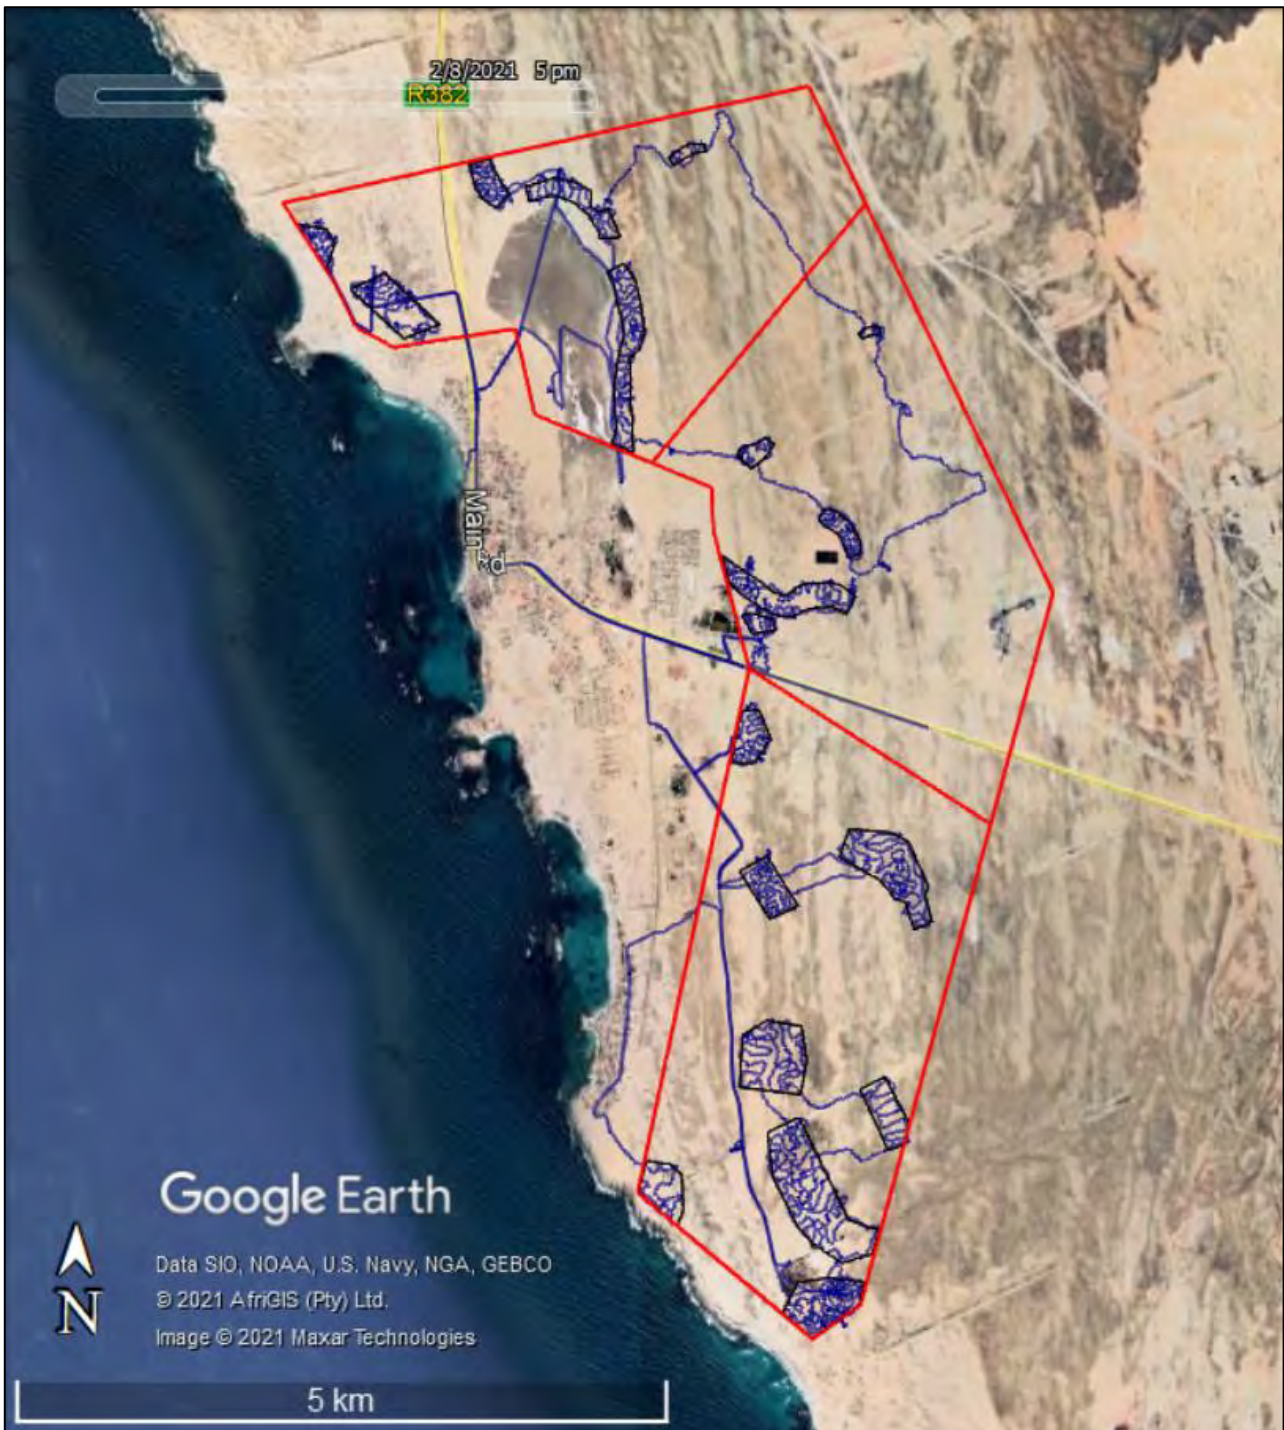 2/8/2021 5 pm
R382
Main Rd
Google Earth
N
Data SIO, NOAA, U.S. Navy, NGA, GEBCO
© 2021 AfriGIS (Pty) Ltd.
Image © 2021 Maxar Technologies
5 km